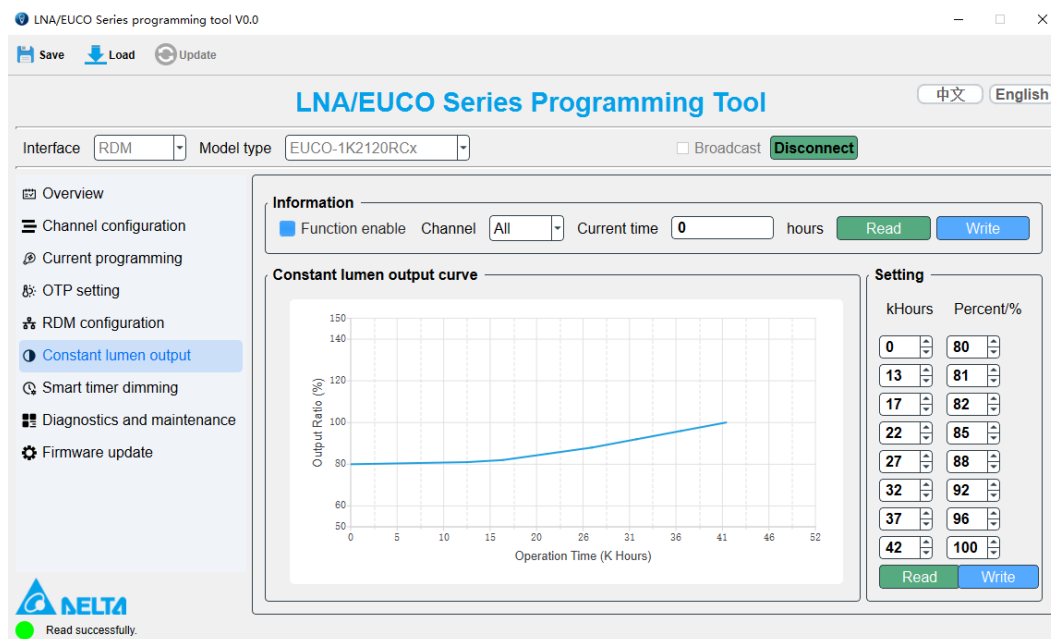 LNA/EUCO Series programming tool V0.0
Save Load Update
LNA/EUCO Series Programming Tool
中文 English
Interface RDM Model type EUCO-1K2120RCx Broadcast Disconnect
Overview
Channel configuration
Current programming
OTP setting
RDM configuration
Constant lumen output
Smart timer dimming
Diagnostics and maintenance
Firmware update
Information
Function enable Channel All Current time 0 hours Read Write
Constant lumen output curve
150
140
120
100
80
60
50
Output Ratio (%)
0 5 10 15 20 26 31 36 41 46 52
Operation Time (K Hours)
Setting
kHours Percent/%
0 80
13 81
17 82
22 85
27 88
32 92
37 96
42 100
Read Write
DELTA
Read successfully.